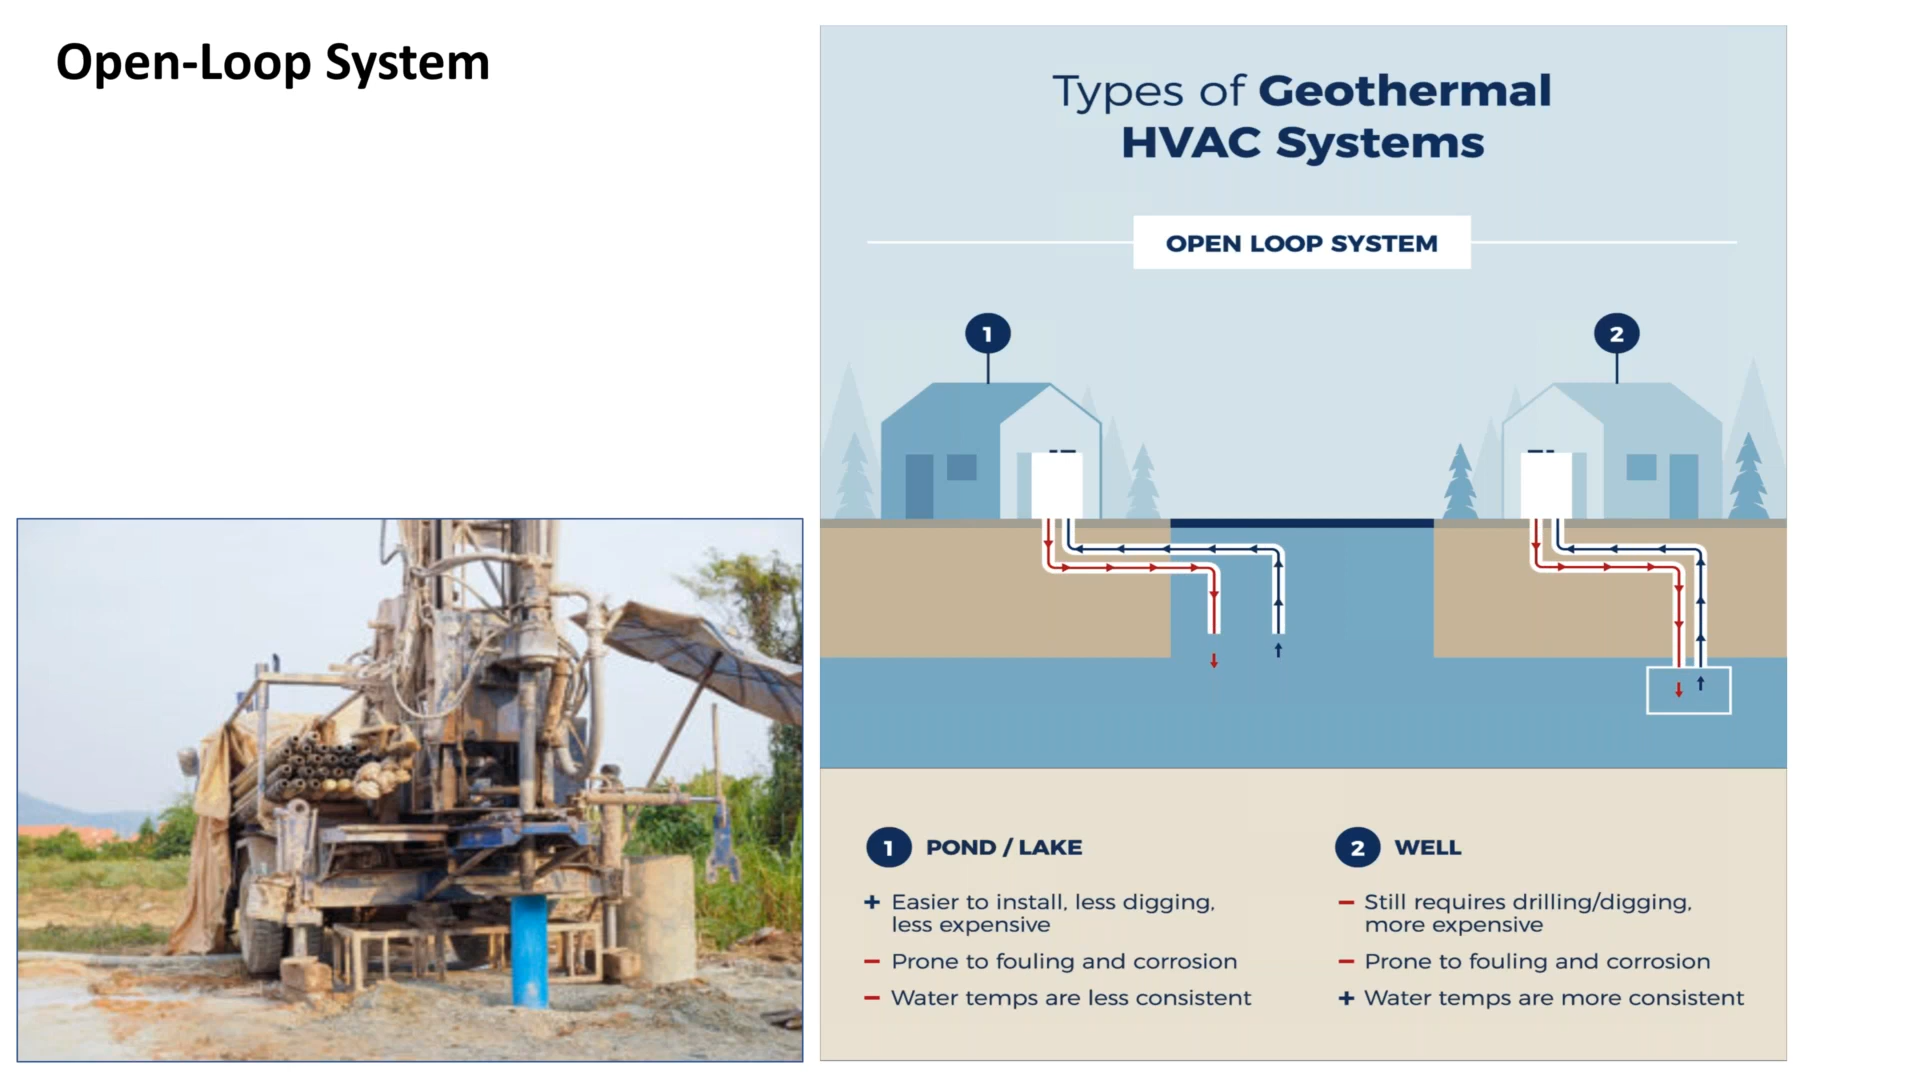 Open-Loop System
Types of Geothermal
HVAC Systems
OPEN LOOP SYSTEM
1
2
1 POND / LAKE
+ Easier to install, less digging,
less expensive
− Prone to fouling and corrosion
− Water temps are less consistent
2 WELL
− Still requires drilling/digging,
more expensive
− Prone to fouling and corrosion
+ Water temps are more consistent